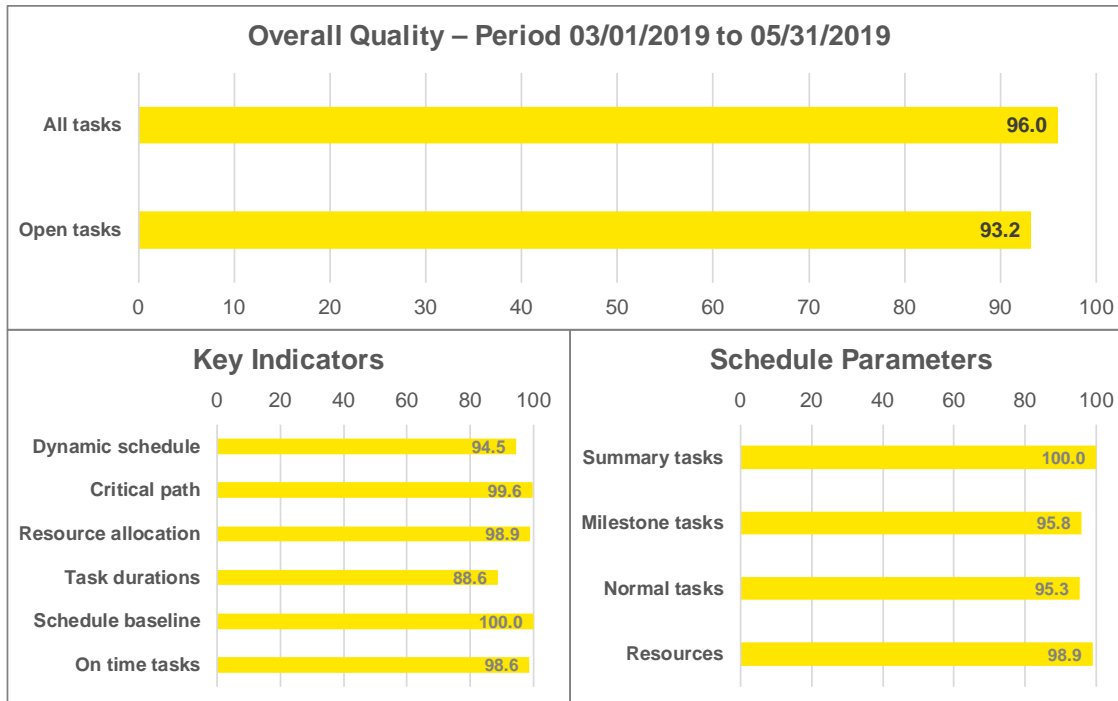 Overall Quality – Period 03/01/2019 to 05/31/2019
All tasks
96.0
Open tasks
93.2
0 10 20 30 40 50 60 70 80 90 100
Key Indicators
0 20 40 60 80 100
Dynamic schedule
94.5
Critical path
99.6
Resource allocation
98.9
Task durations
88.6
Schedule baseline
100.0
On time tasks
98.6
Schedule Parameters
0 20 40 60 80 100
Summary tasks
100.0
Milestone tasks
95.8
Normal tasks
95.3
Resources
98.9